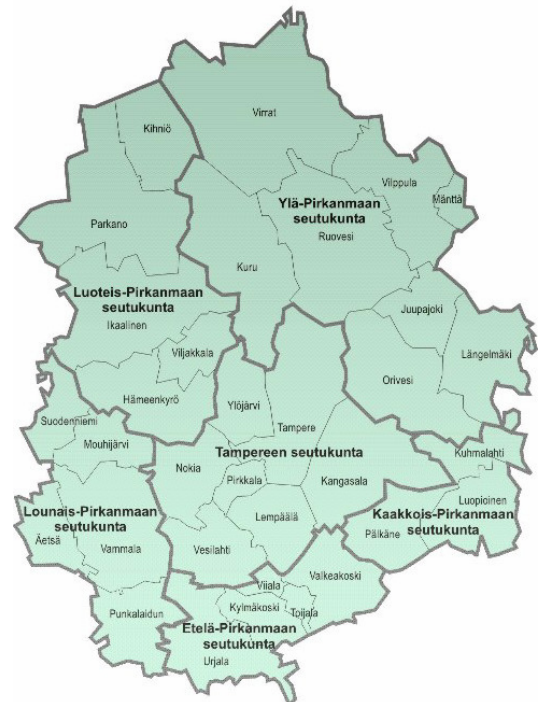 Virrat
Kihniö
Vilppula
Mänttä
Ylä-Pirkanmaan
seutukunta
Ruovesi
Parkano
Kuru
Luoteis-Pirkanmaan
seutukunta
Ikaalinen
Juupajoki
Längelmäki
Viljakkala
Orivesi
Hämeenkyrö
Ylöjärvi
Suodenniemi
Tampere
Mouhijärvi
Kuhmalahti
Tampereen seutukunta
Nokia
Pirkkala
Kangasala
Luopioinen
Lounais-Pirkanmaan
seutukunta
Kaakkois-Pirkanmaan
seutukunta
Lempäälä
Pälkäne
Äetsä
Vammala
Vesilahti
Viiala
Valkeakoski
Kylmäkoski
Toijala
Punkalaidun
Etelä-Pirkanmaan
seutukunta
Urjala